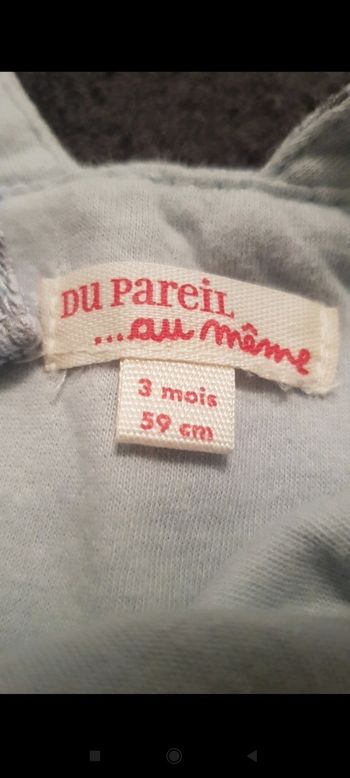 DU PareiL
...au même
3 mois
59 cm